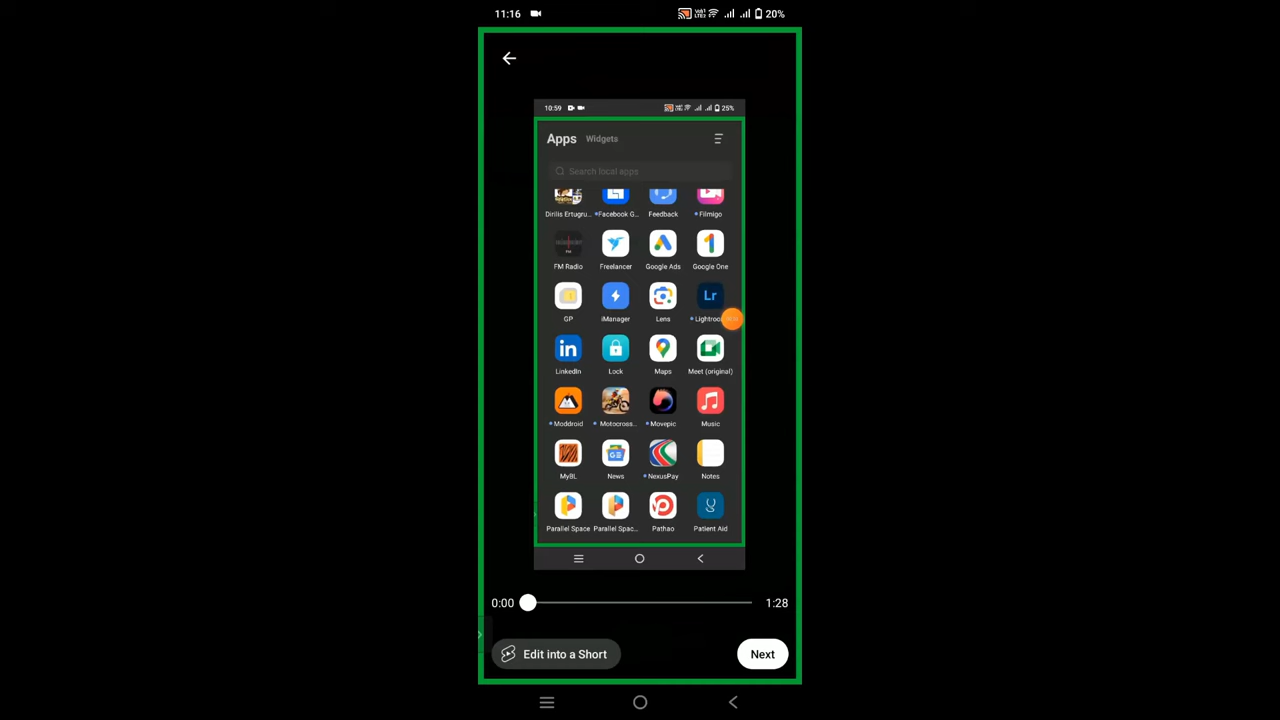 11:16 20%
10:59 25%
Apps Widgets
Search local apps
Dirilis Ertugru... Facebook G... Feedback Filmigo
FM Radio Freelancer Google Ads Google One
GP iManager Lens Lightroo
LinkedIn Lock Maps Meet (original)
Moddroid Motocross... Movepic Music
MyBL News NexusPay Notes
Parallel Space Parallel Spac... Pathao Patient Aid
0:00 1:28
Edit into a Short Next